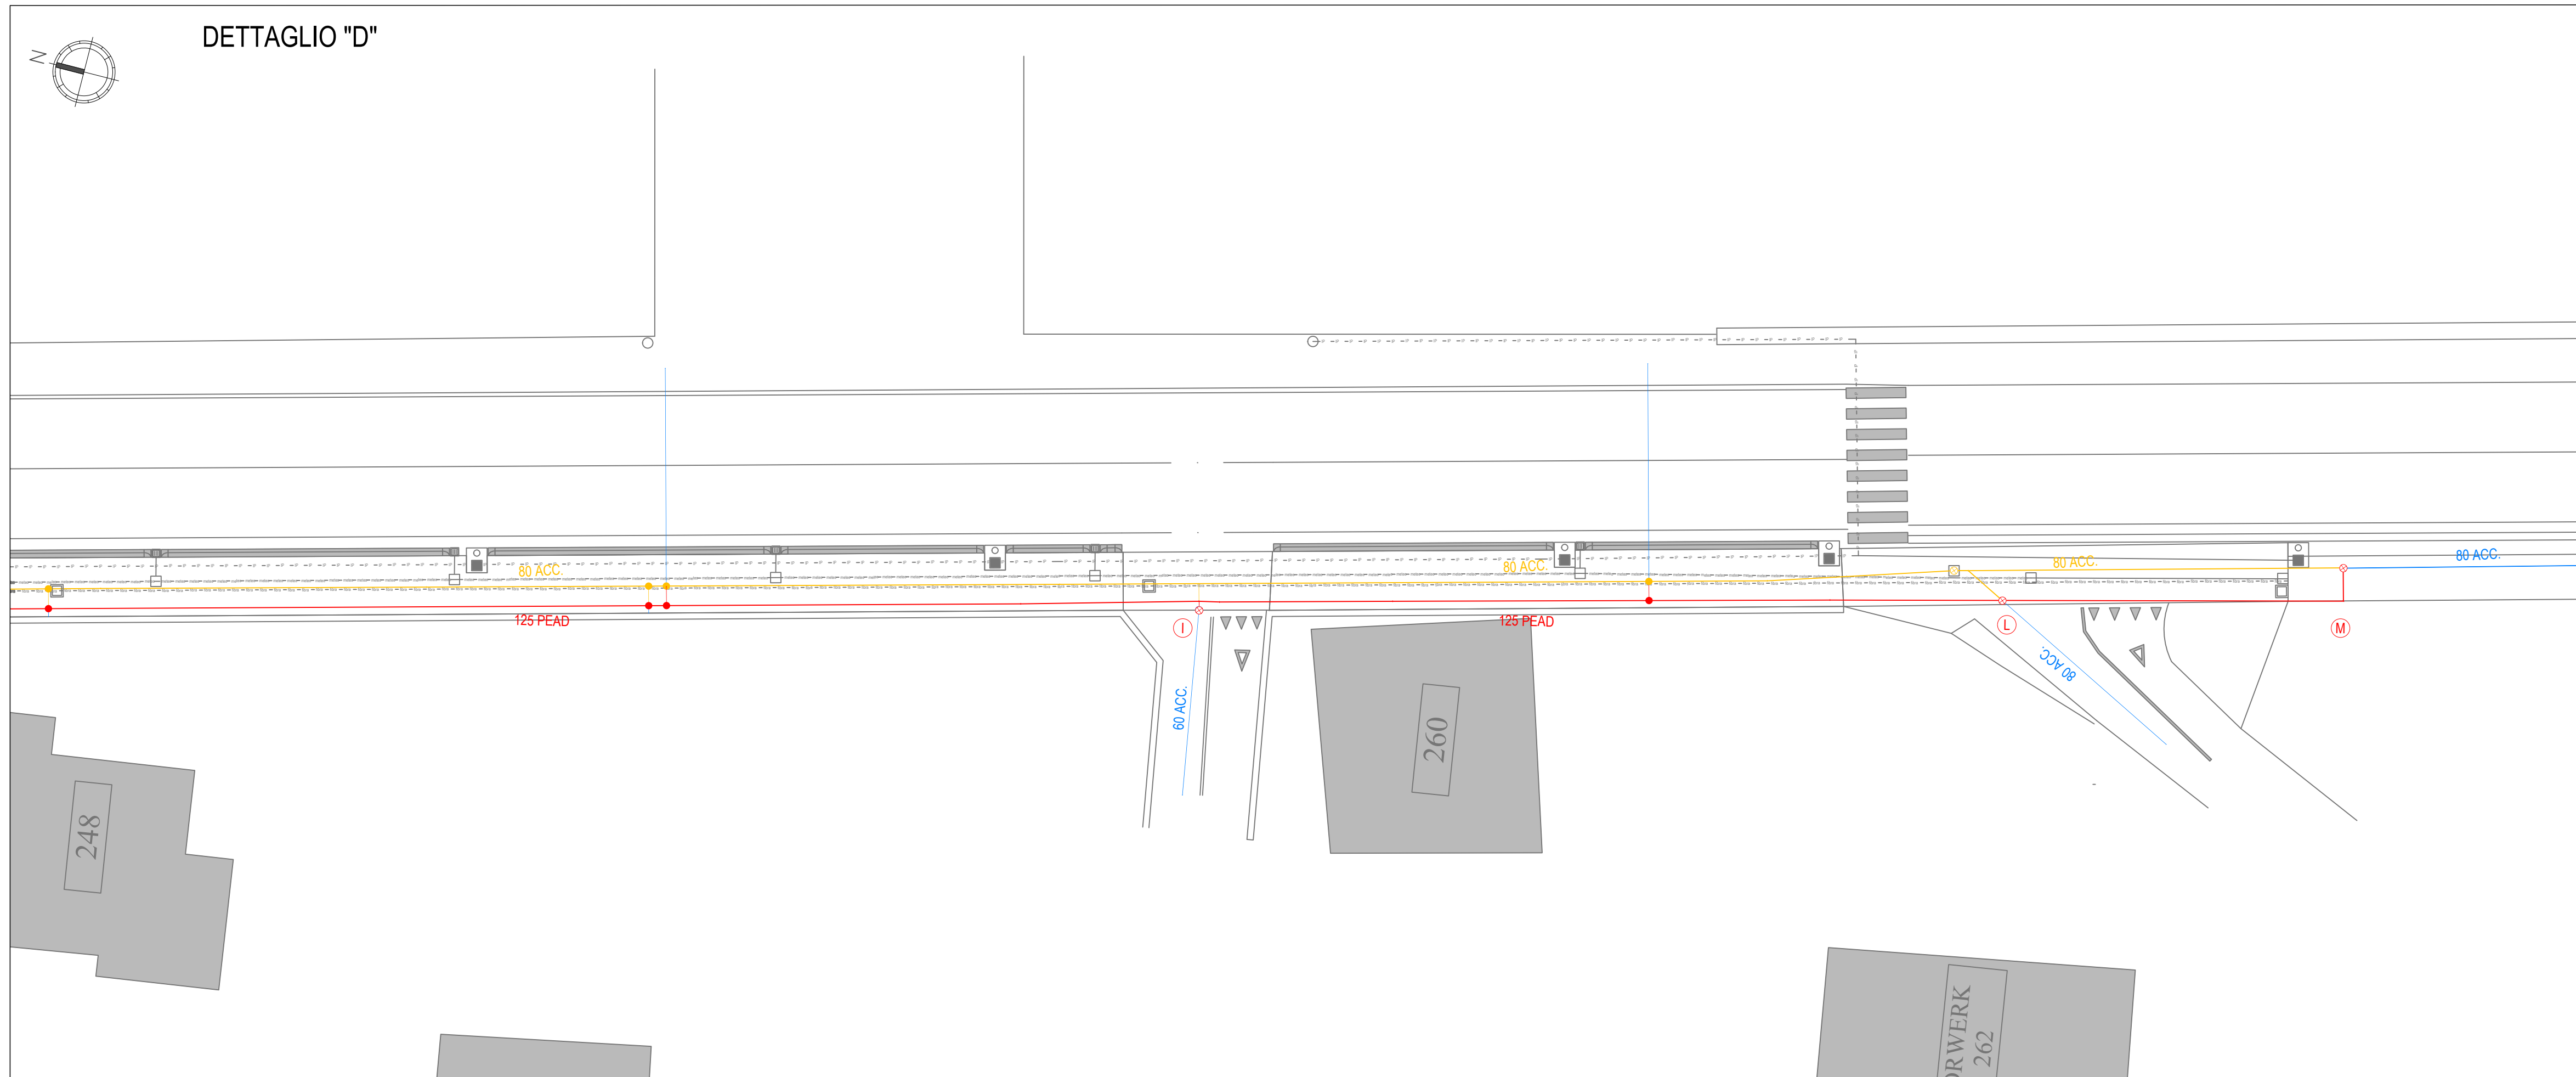 DETTAGLIO "D"
N
80 ACC.
80 ACC.
80 ACC.
80 ACC.
125 PEAD
125 PEAD
I
L
M
60 ACC.
80 ACC.
260
248
262